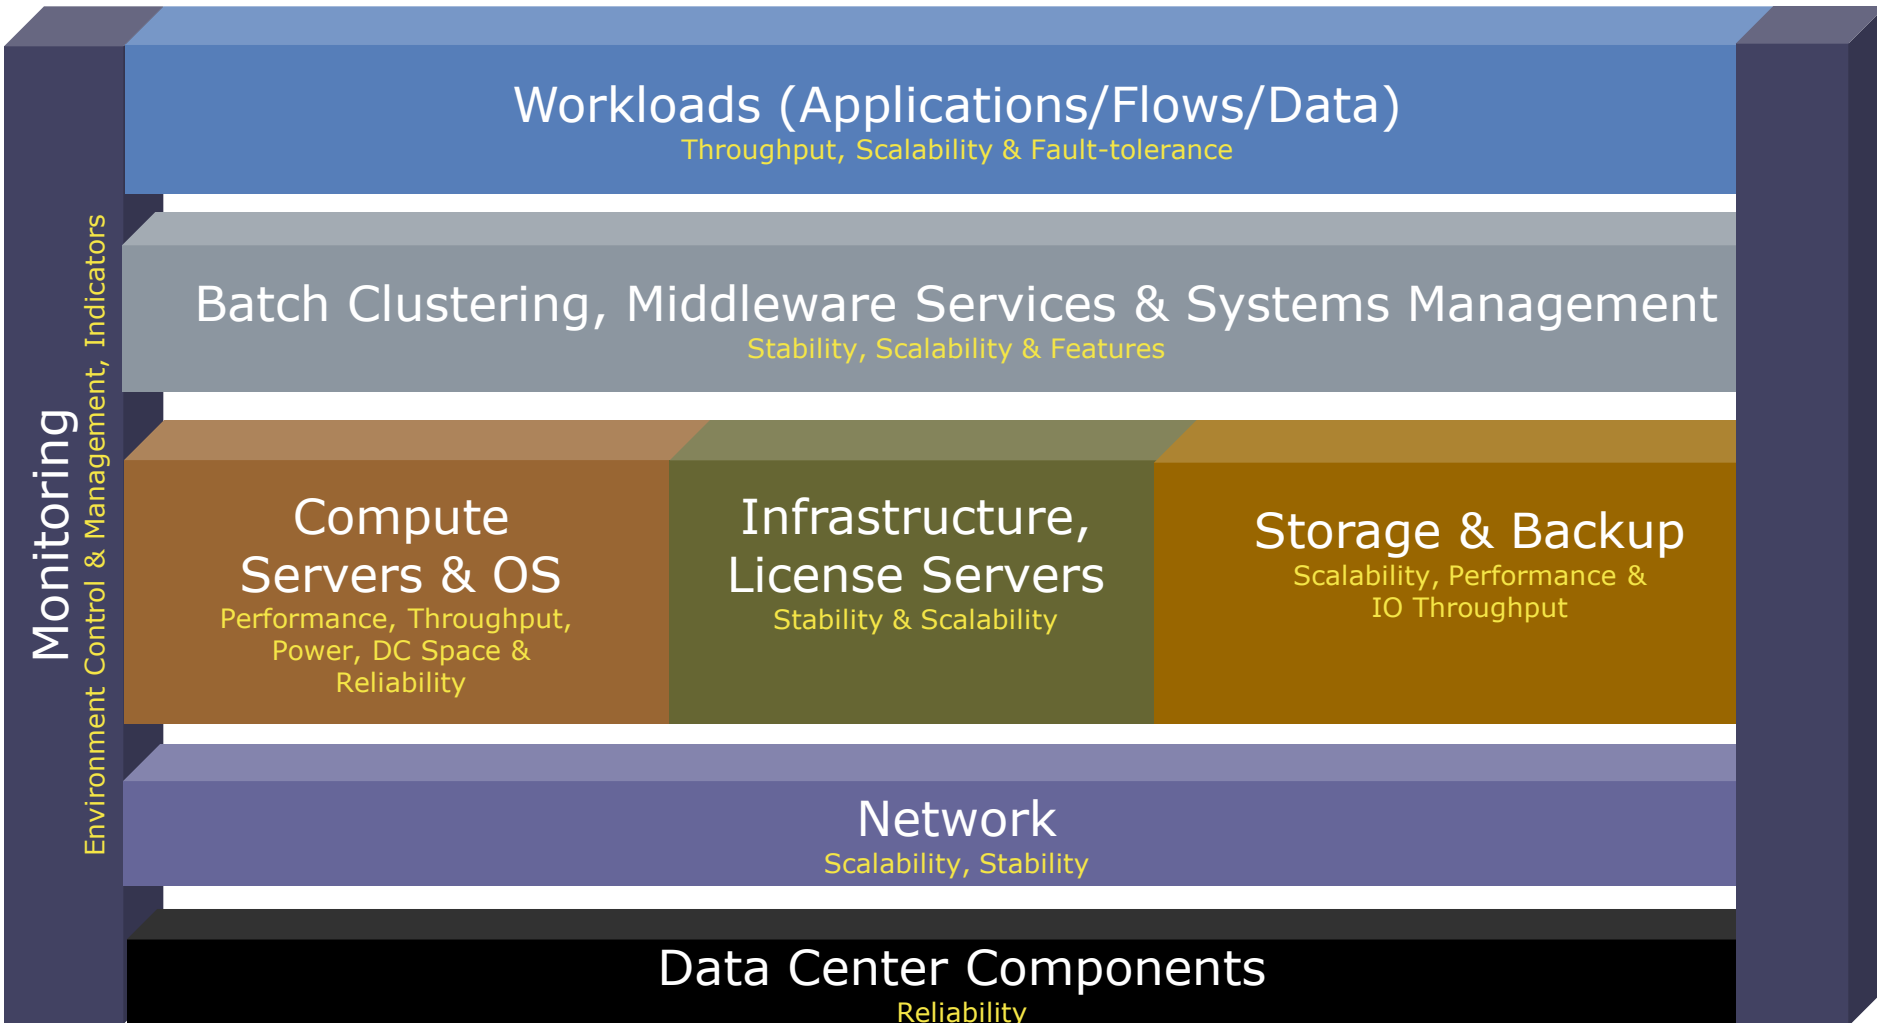 Workloads (Applications/Flows/Data)
Throughput, Scalability & Fault-tolerance
Batch Clustering, Middleware Services & Systems Management
Stability, Scalability & Features
Monitoring
Environment Control & Management, Indicators
Compute
Servers & OS
Performance, Throughput,
Power, DC Space &
Reliability
Infrastructure,
License Servers
Stability & Scalability
Storage & Backup
Scalability, Performance &
IO Throughput
Network
Scalability, Stability
Data Center Components
Reliability